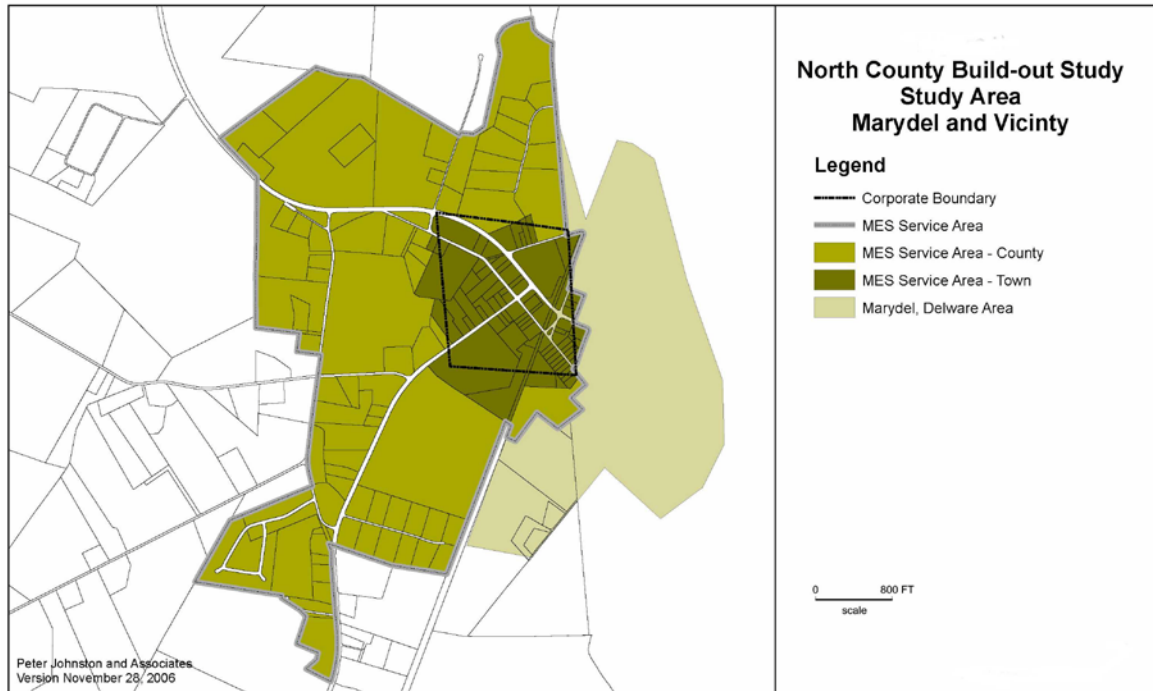 North County Build-out Study
Study Area
Marydel and Vicinty
Legend
Corporate Boundary
MES Service Area
MES Service Area - County
MES Service Area - Town
Marydel, Delware Area
0 800 FT
scale
Peter Johnston and Associates
Version November 28, 2006